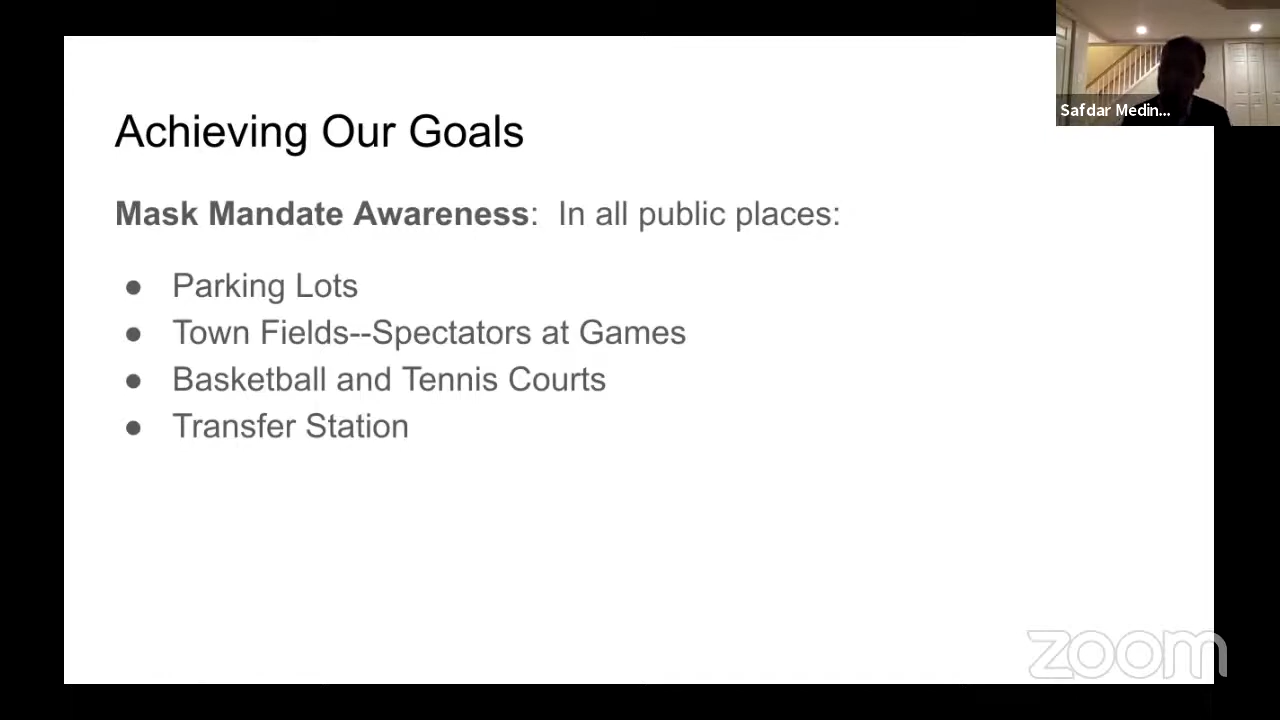 Achieving Our Goals
Mask Mandate Awareness: In all public places:
● Parking Lots
● Town Fields--Spectators at Games
● Basketball and Tennis Courts
● Transfer Station
Safdar Medin...
zoom